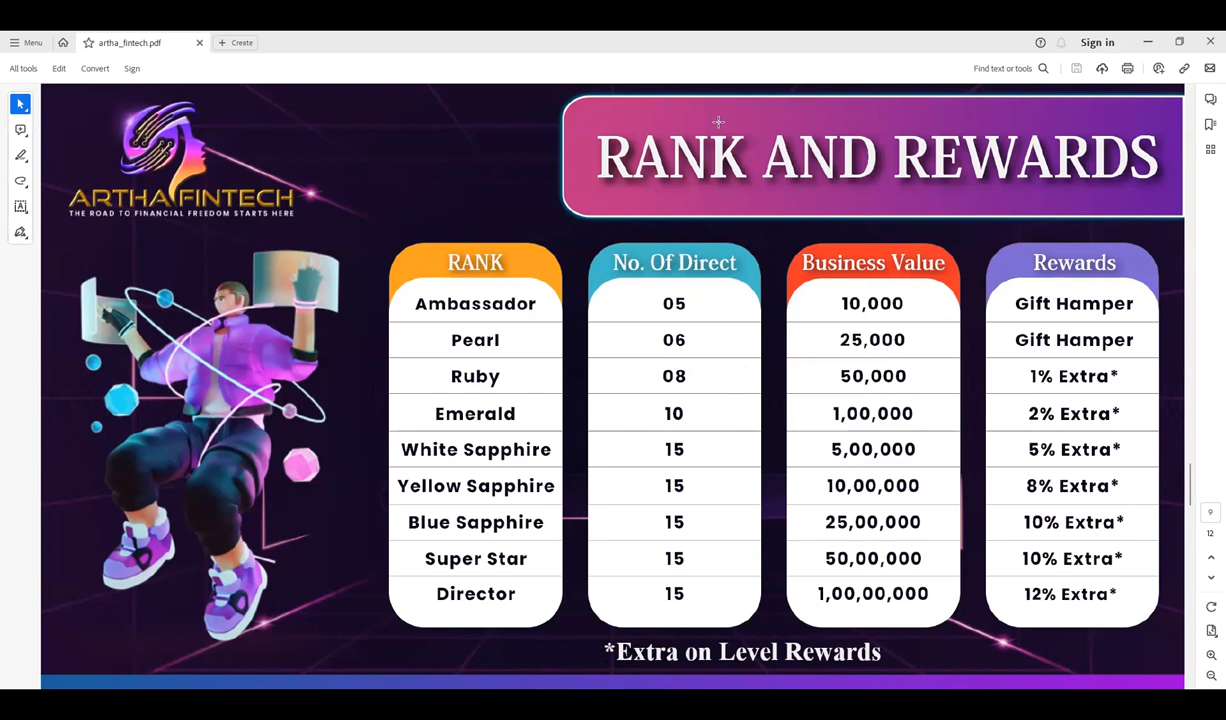 Menu
artha_fintech.pdf
Create
Sign in
All tools Edit Convert Sign
Find text or tools
ARTHA FINTECH
THE ROAD TO FINANCIAL FREEDOM STARTS HERE
RANK AND REWARDS
RANK No. Of Direct Business Value Rewards
Ambassador 05 10,000 Gift Hamper
Pearl 06 25,000 Gift Hamper
Ruby 08 50,000 1% Extra*
Emerald 10 1,00,000 2% Extra*
White Sapphire 15 5,00,000 5% Extra*
Yellow Sapphire 15 10,00,000 8% Extra*
Blue Sapphire 15 25,00,000 10% Extra*
Super Star 15 50,00,000 10% Extra*
Director 15 1,00,00,000 12% Extra*
*Extra on Level Rewards
9
12